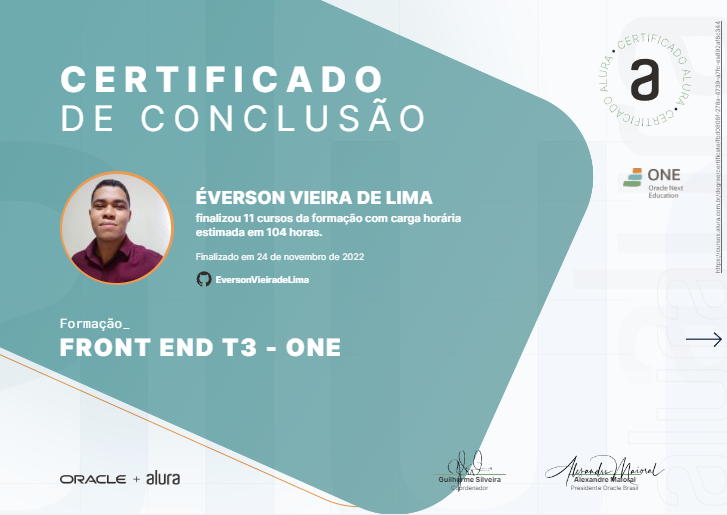 CERTIFICADO
DE CONCLUSÃO
CERTIFICADO ALURA • CERTIFICADO ALURA •
a
ONE
Oracle Next
Education
ÉVERSON VIEIRA DE LIMA
finalizou 11 cursos da formação com carga horária
estimada em 104 horas.
Finalizado em 24 de novembro de 2022
EversonVieiradeLima
Formação_
FRONT END T3 - ONE
ORACLE + alura
Guilherme Silveira
Coordenador
Alexandre Maioral
Alexandre Maioral
Presidente Oracle Brasil